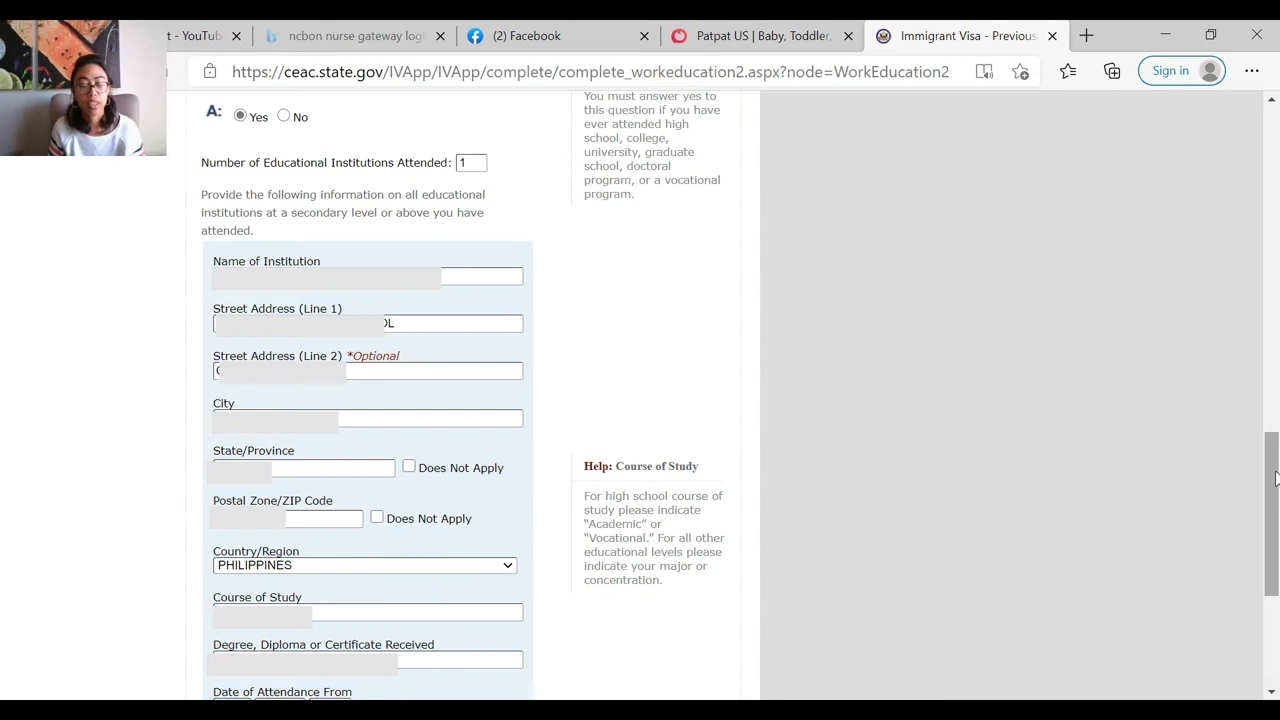 t - YouTube
ncbon nurse gateway logi
(2) Facebook
Patpat US | Baby, Toddler,
Immigrant Visa - Previous
https://ceac.state.gov/IVApp/IVApp/complete/complete_workeducation2.aspx?node=WorkEducation2
Sign in
A: Yes No
You must answer yes to
this question if you have
ever attended high
school, college,
university, graduate
school, doctoral
program, or a vocational
program.
Number of Educational Institutions Attended: 1
Provide the following information on all educational
institutions at a secondary level or above you have
attended.
Name of Institution
Street Address (Line 1)
OL
Street Address (Line 2) *Optional
City
State/Province
Does Not Apply
Postal Zone/ZIP Code
Does Not Apply
Country/Region
PHILIPPINES
Course of Study
Degree, Diploma or Certificate Received
Date of Attendance From
Help: Course of Study
For high school course of
study please indicate
“Academic” or
“Vocational.” For all other
educational levels please
indicate your major or
concentration.